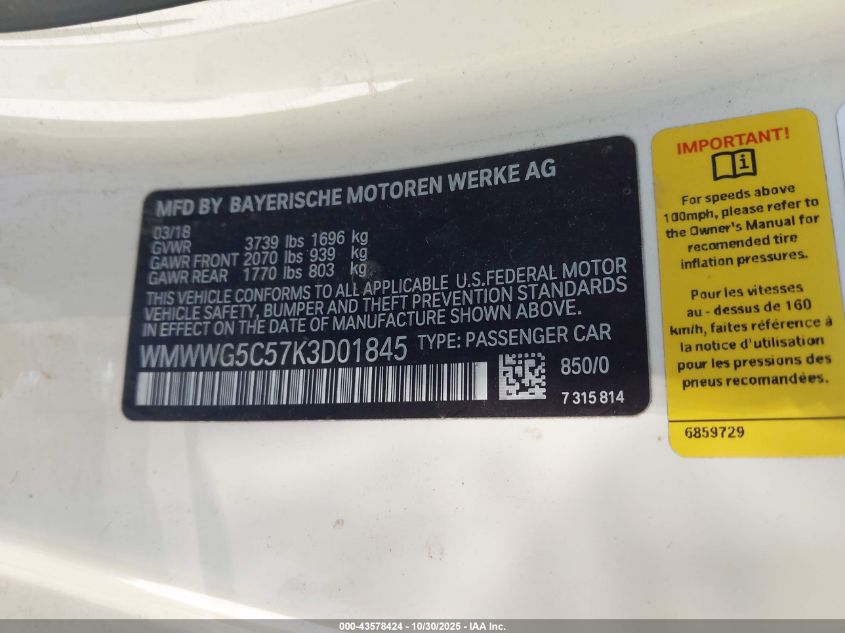 MFD BY BAYERISCHE MOTOREN WERKE AG
03/18
GVWR 3739 lbs 1696 kg
GAWR FRONT 2070 lbs 939 kg
GAWR REAR 1770 lbs 803 kg
THIS VEHICLE CONFORMS TO ALL APPLICABLE U.S.FEDERAL MOTOR
VEHICLE SAFETY, BUMPER AND THEFT PREVENTION STANDARDS
IN EFFECT ON THE DATE OF MANUFACTURE SHOWN ABOVE.
WMWWG5C57K3D01845 TYPE: PASSENGER CAR
850/0
7 315 814
IMPORTANT!
i
For speeds above
100mph, please refer to
the Owner's Manual for
recomended tire
inflation pressures.
Pour les vitesses
au - dessus de 160
km/h, faites référence à
la notice d'utilisation
pour les pressions des
pneus recomandées.
6859729
000-43578424 - 10/30/2025 - IAA Inc.